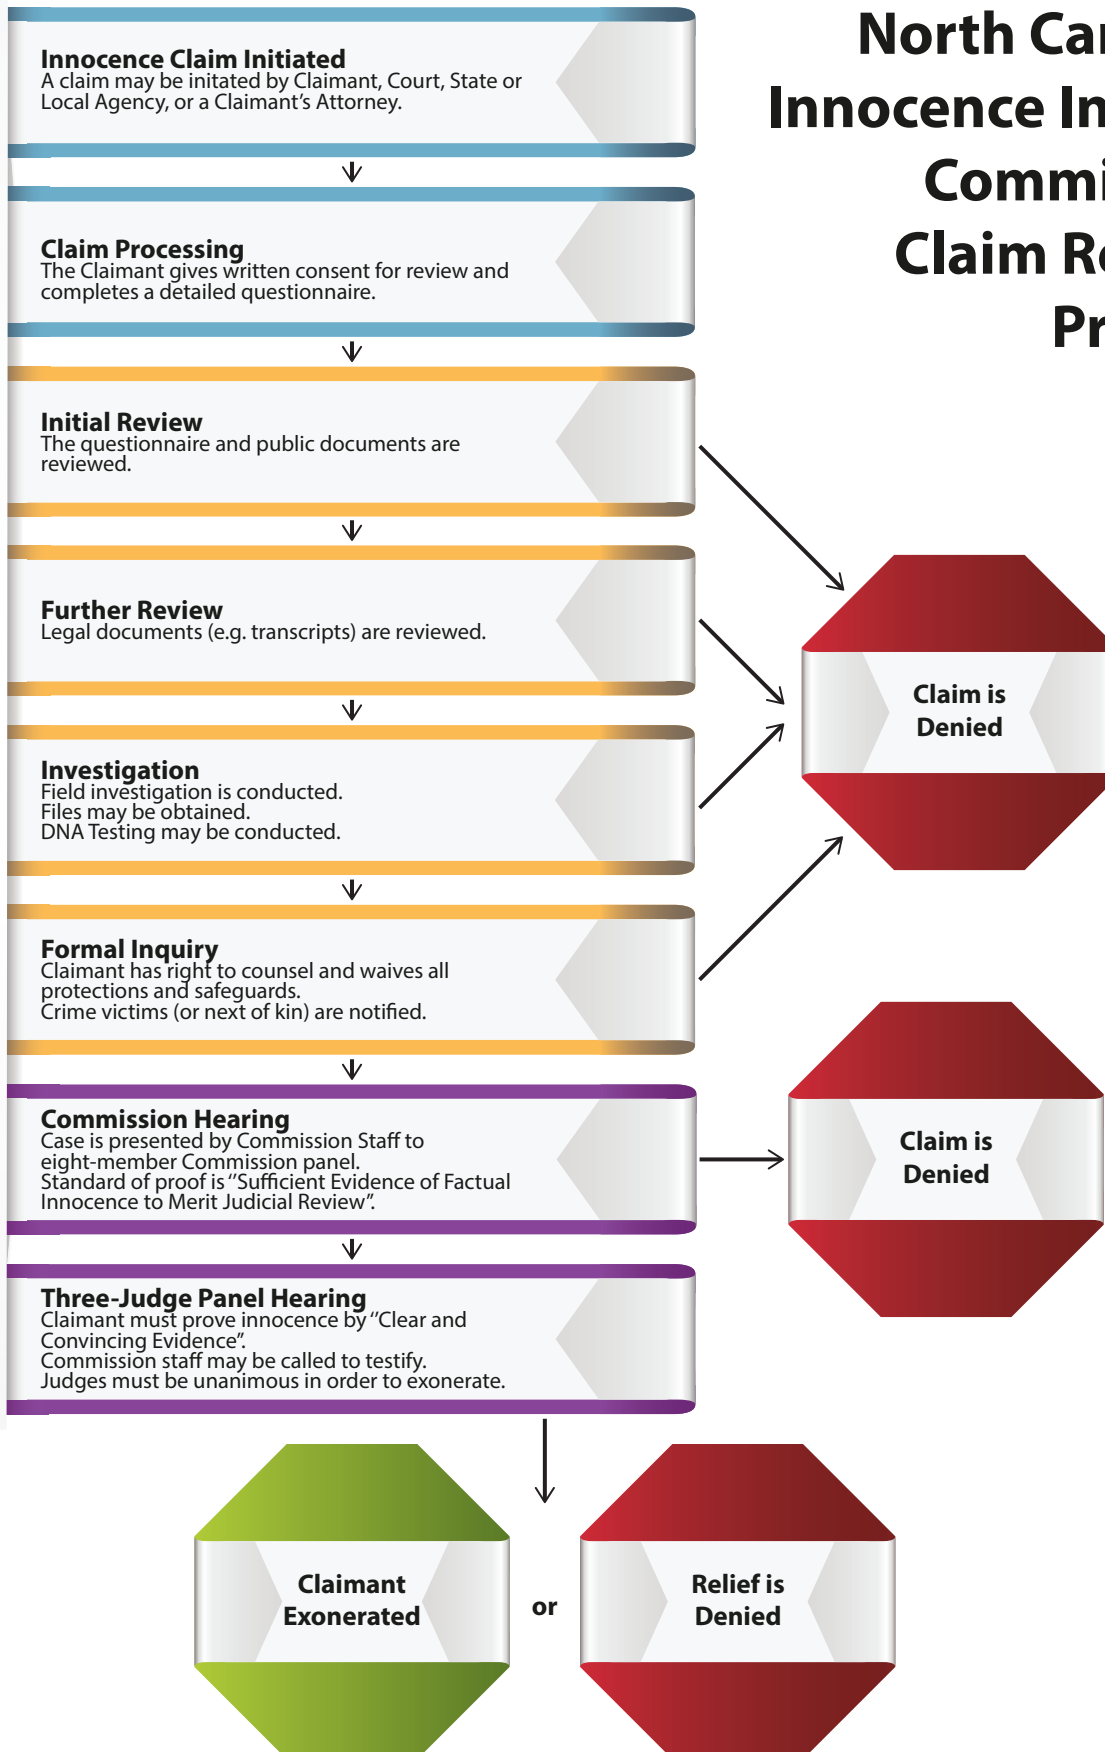 North Car
Innocence In
Commi
Claim Re
Pr
Innocence Claim Initiated
A claim may be initated by Claimant, Court, State or
Local Agency, or a Claimant's Attorney.
Claim Processing
The Claimant gives written consent for review and
completes a detailed questionnaire.
Initial Review
The questionnaire and public documents are
reviewed.
Further Review
Legal documents (e.g. transcripts) are reviewed.
Investigation
Field investigation is conducted.
Files may be obtained.
DNA Testing may be conducted.
Claim is
Denied
Formal Inquiry
Claimant has right to counsel and waives all
protections and safeguards.
Crime victims (or next of kin) are notified.
Commission Hearing
Case is presented by Commission Staff to
eight-member Commission panel.
Standard of proof is "Sufficient Evidence of Factual
Innocence to Merit Judicial Review".
Claim is
Denied
Three-Judge Panel Hearing
Claimant must prove innocence by "Clear and
Convincing Evidence".
Commission staff may be called to testify.
Judges must be unanimous in order to exonerate.
Claimant
Exonerated
or
Relief is
Denied